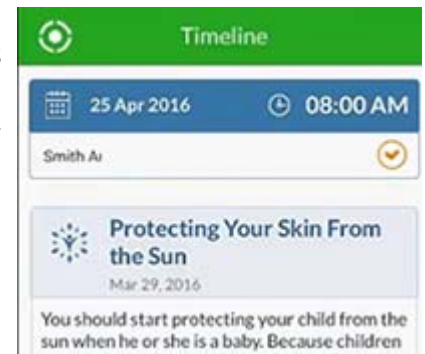 Timeline
25 Apr 2016 08:00 AM
Smith
Protecting Your Skin From
the Sun
Mar 29, 2016
You should start protecting your child from the
sun when he or she is a baby. Because children